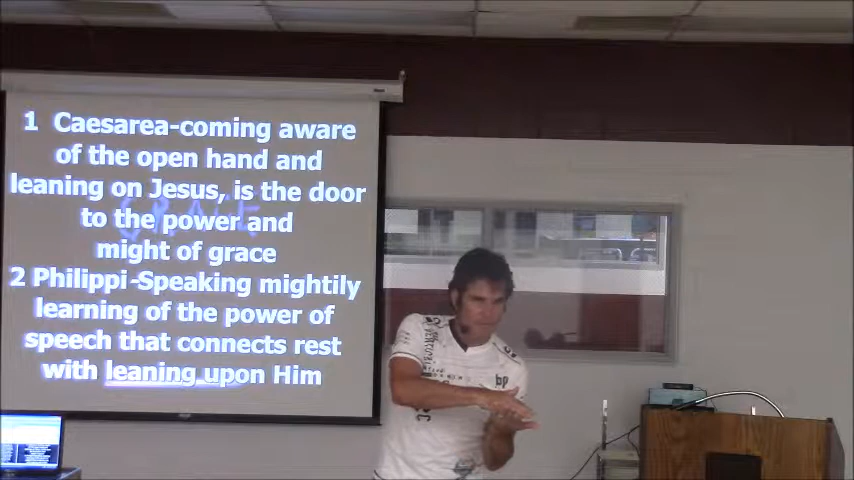 1 Caesarea-coming aware
of the open hand and
leaning on Jesus, is the door
to the power and
might of grace
2 Philippi-Speaking mightily
learning of the power of
speech that connects rest
with leaning upon Him
GRACE
bp